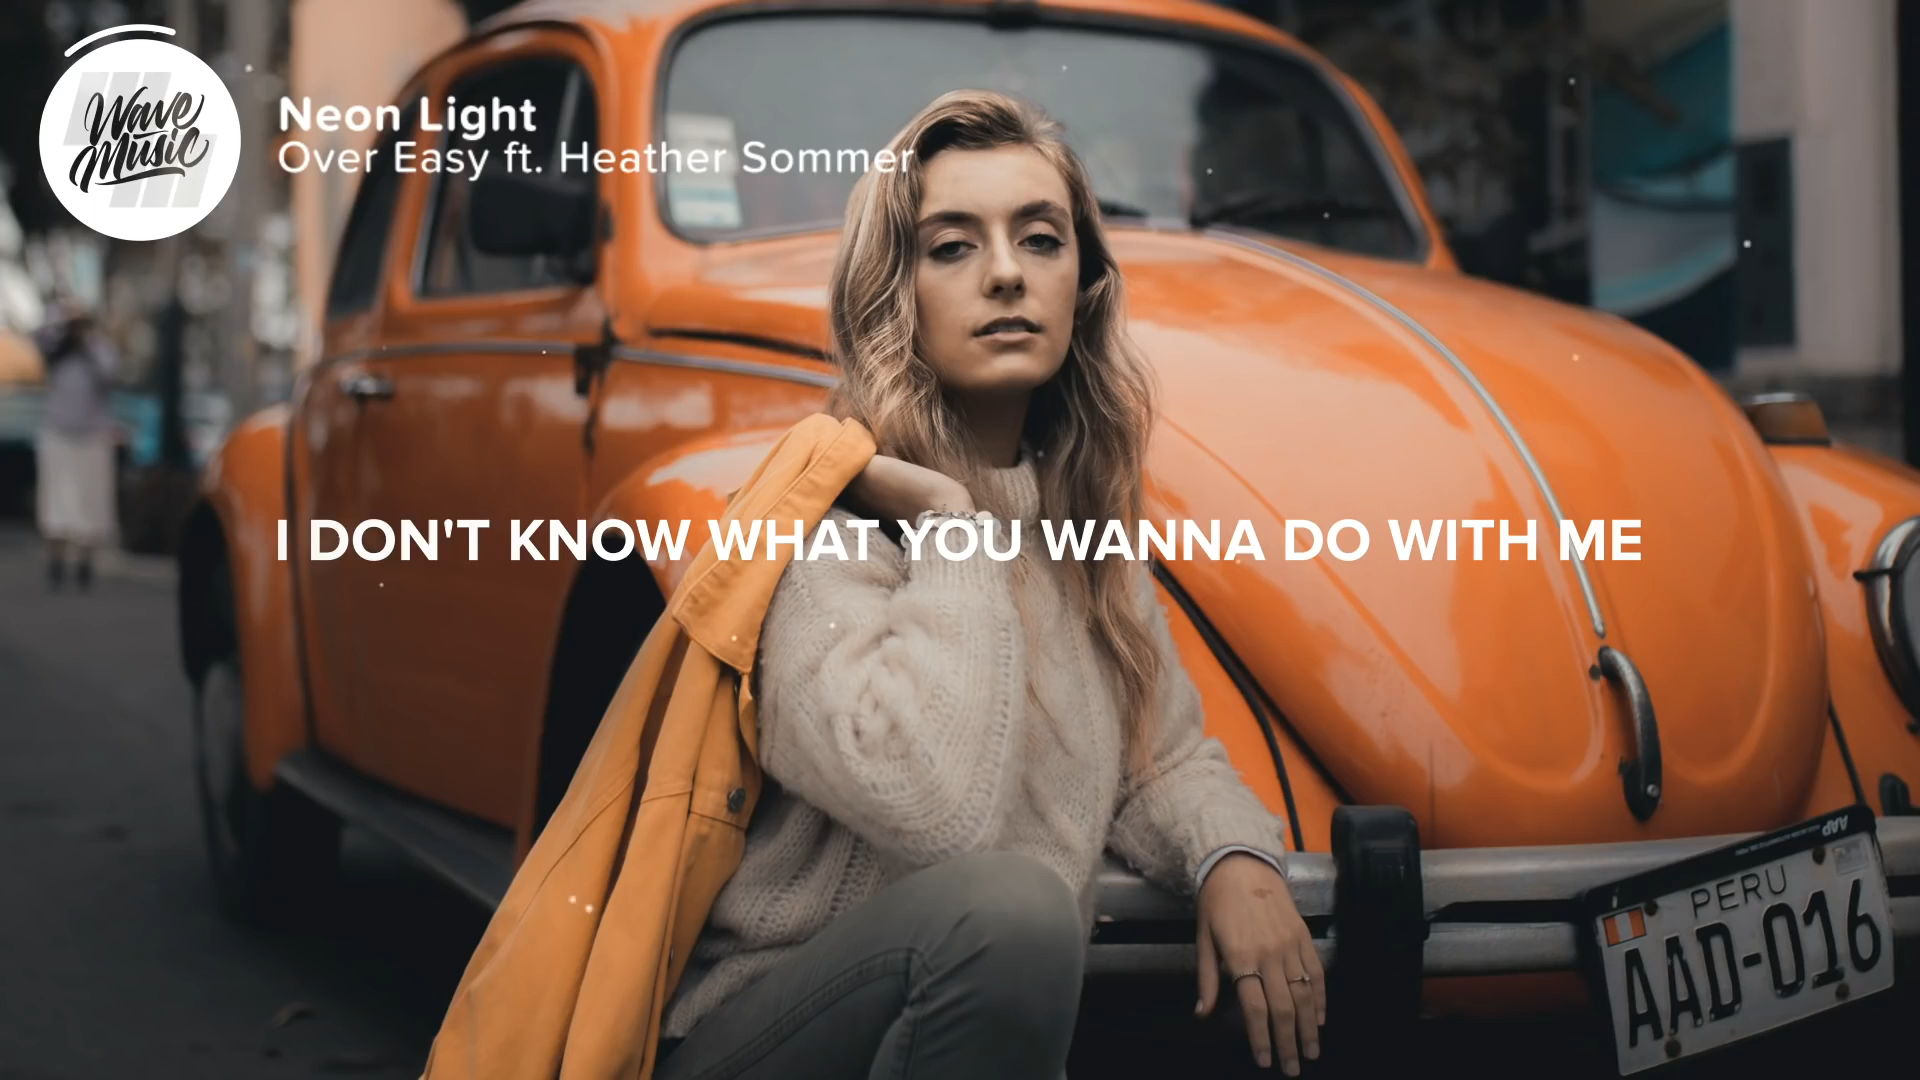 Wave
Music
Neon Light
Over Easy ft. Heather Sommer
I DON'T KNOW WHAT YOU WANNA DO WITH ME
PERU
AAD-016